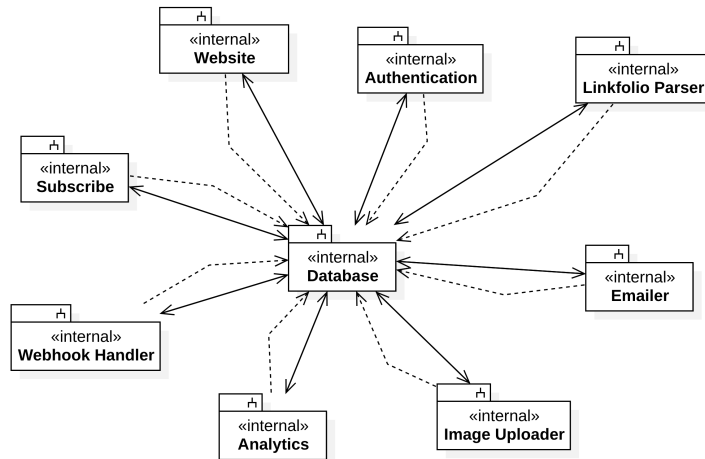 «internal»
Website
«internal»
Authentication
«internal»
Linkfolio Parser
«internal»
Subscribe
«internal»
Database
«internal»
Emailer
«internal»
Webhook Handler
«internal»
Analytics
«internal»
Image Uploader